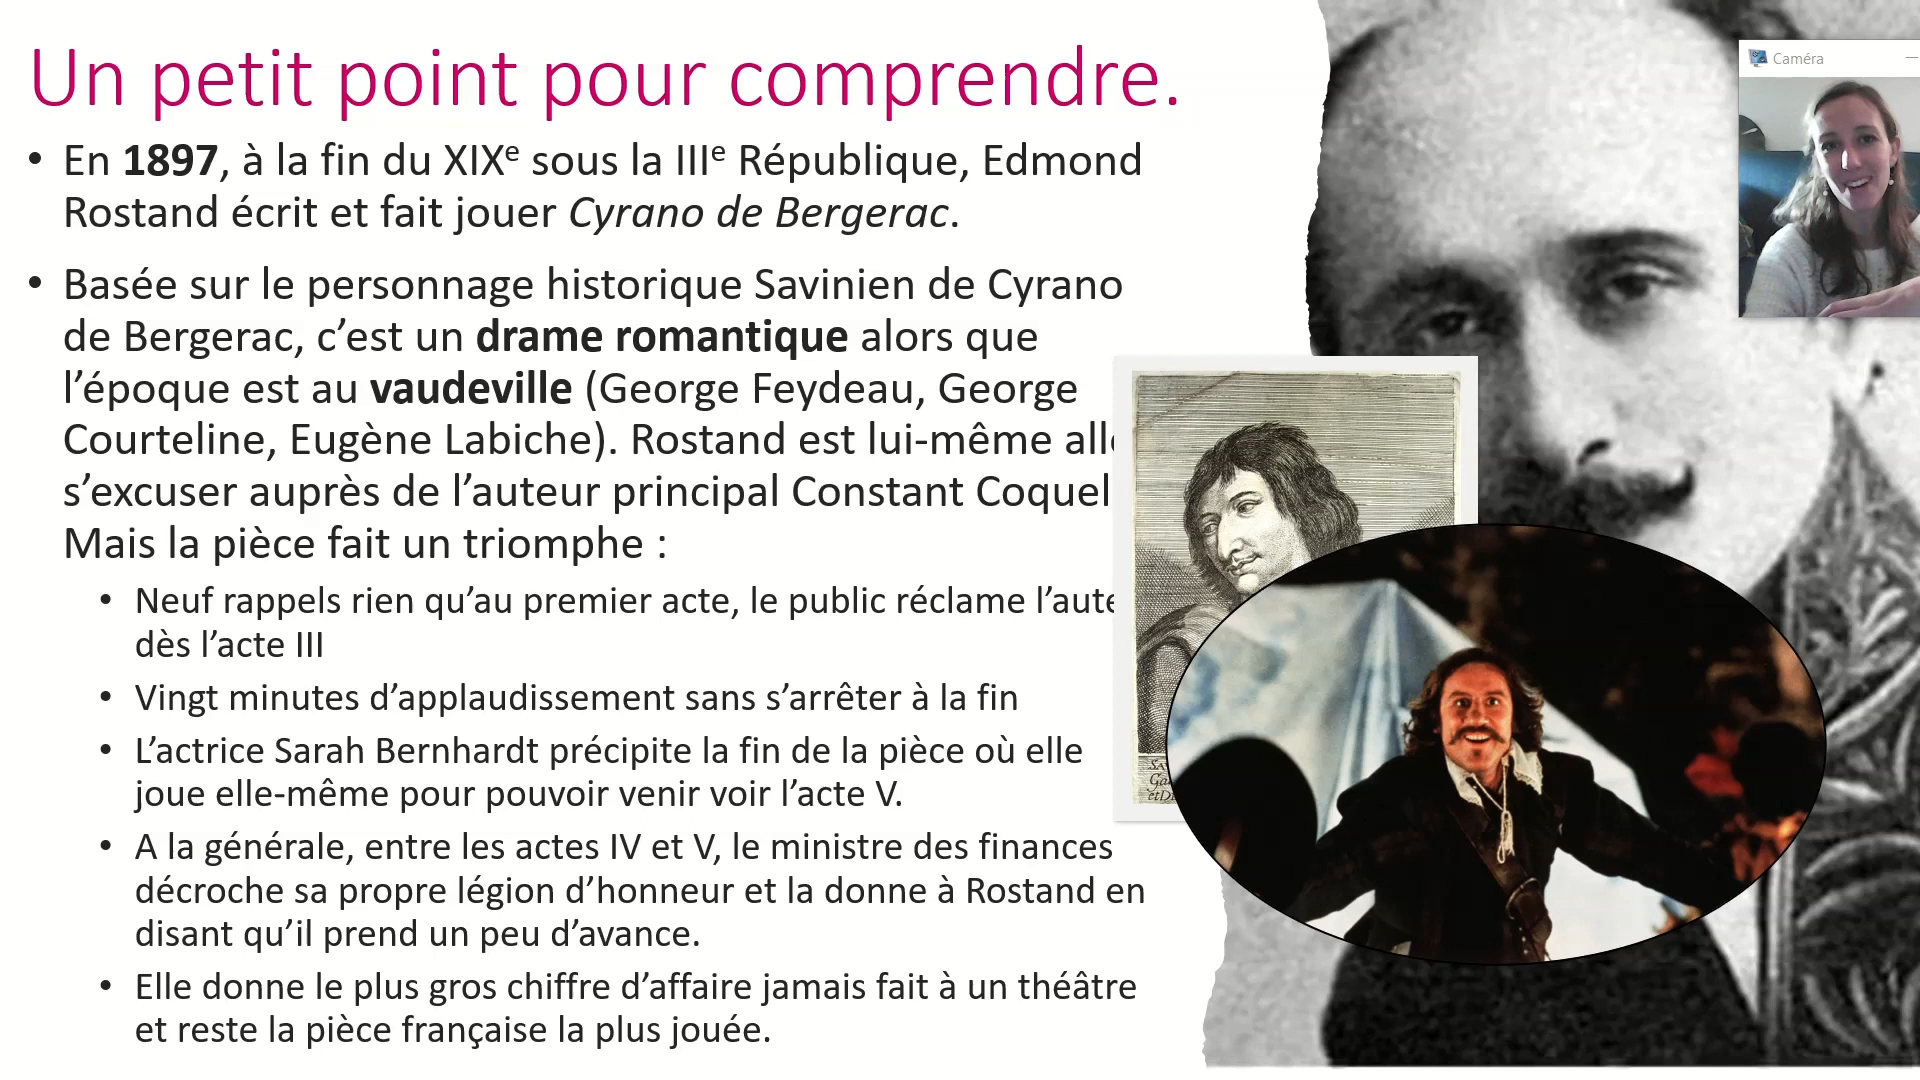 Un petit point pour comprendre.
• En 1897, à la fin du XIXe sous la IIIe République, Edmond
Rostand écrit et fait jouer Cyrano de Bergerac.
• Basée sur le personnage historique Savinien de Cyrano
de Bergerac, c’est un drame romantique alors que
l’époque est au vaudeville (George Feydeau, George
Courteline, Eugène Labiche). Rostand est lui-même
s’excuser auprès de l’auteur principal Constant Coquel
Mais la pièce fait un triomphe :
• Neuf rappels rien qu’au premier acte, le public réclame
dès l’acte III
• Vingt minutes d’applaudissement sans s’arrêter à la fin
• L’actrice Sarah Bernhardt précipite la fin de la pièce où elle
joue elle-même pour pouvoir venir voir l’acte V.
• A la générale, entre les actes IV et V, le ministre des finances
décroche sa propre légion d’honneur et la donne à Rostand en
disant qu’il prend un peu d’avance.
• Elle donne le plus gros chiffre d’affaire jamais fait à un théâtre
et reste la pièce française la plus jouée.
Caméra